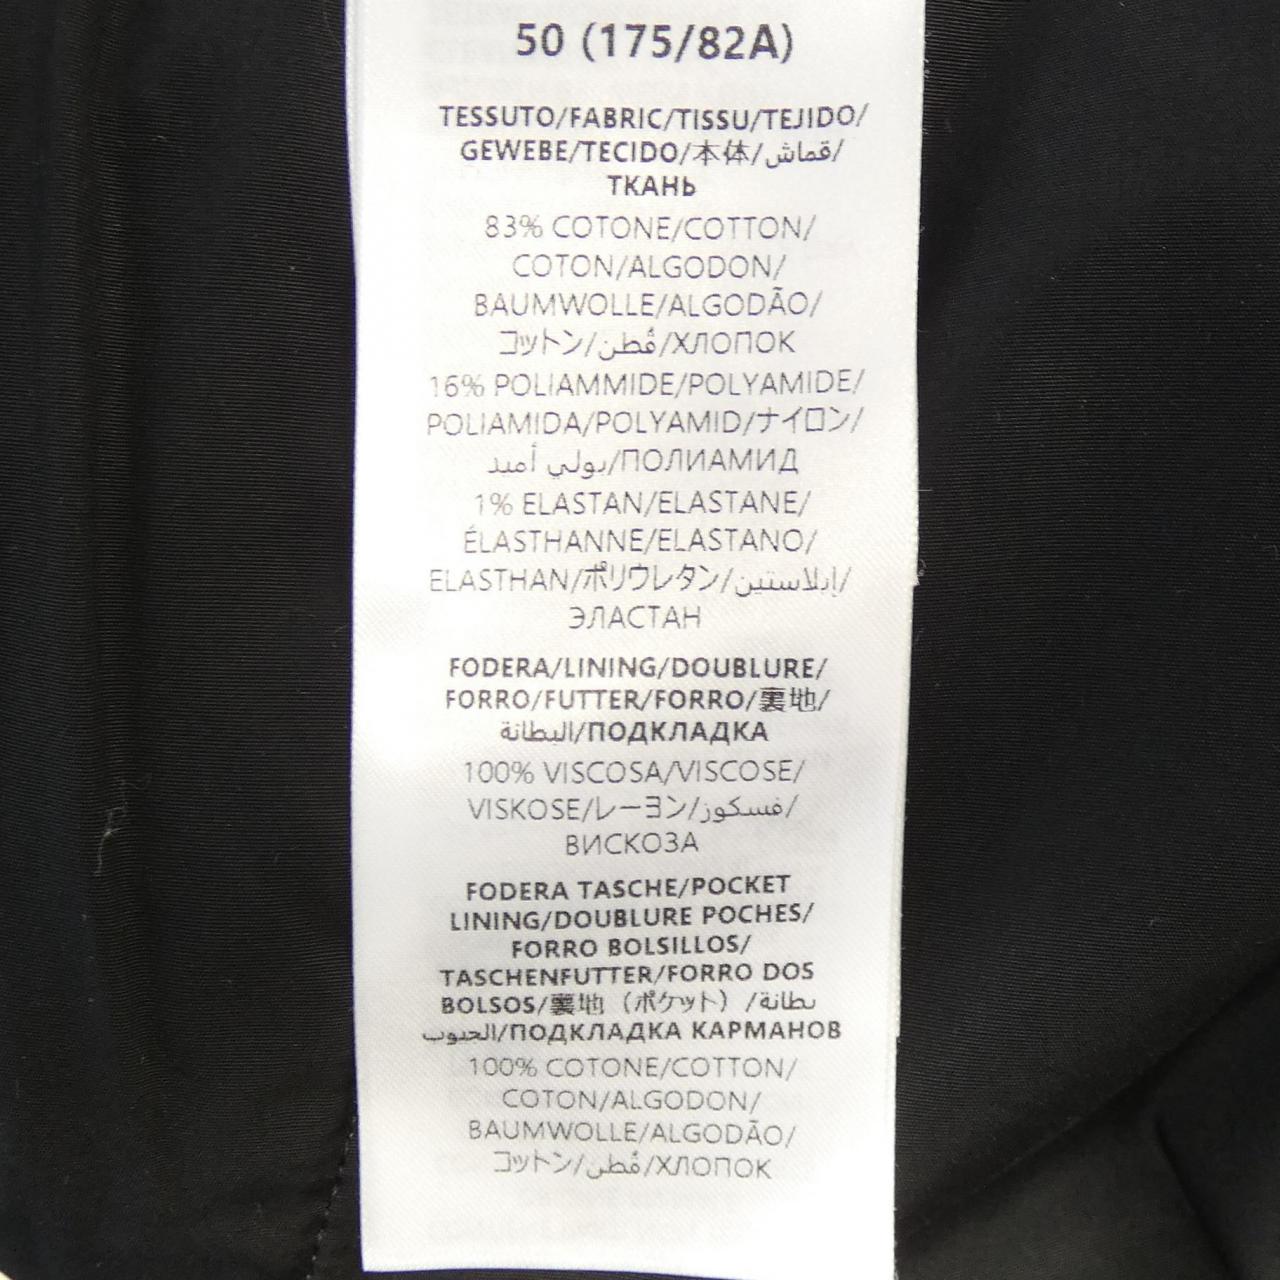 50 (175/82A)
TESSUTO/FABRIC/TISSU/TEJIDO/
GEWEBE/TECIDO/本体/قماش/
ТКАНЬ
83% COTONE/COTTON/
COTON/ALGODON/
BAUMWOLLE/ALGODÃO/
コットン/قُطن/ХЛОПОК
16% POLIAMMIDE/POLYAMIDE/
POLIAMIDA/POLYAMID/ナイロン/
بولي أميد/ПОЛИАМИД
1% ELASTAN/ELASTANE/
ÉLASTHANNE/ELASTANO/
ELASTHAN/ポリウレタン/إيلاستين/
ЭЛАСТАН
FODERA/LINING/DOUBLURE/
FORRO/FUTTER/FORRO/裏地/
البطانة/ПОДКЛАДКА
100% VISCOSA/VISCOSE/
VISKOSE/レーヨン/فسكوز/
ВИСКОЗА
FODERA TASCHE/POCKET
LINING/DOUBLURE POCHES/
FORRO BOLSILLOS/
TASCHENFUTTER/FORRO DOS
BOLSOS/裏地（ポケット）/بطانة
الجيوب/ПОДКЛАДКА КАРМАНОВ
100% COTONE/COTTON/
COTON/ALGODON/
BAUMWOLLE/ALGODÃO/
コットン/قُطن/ХЛОПОК